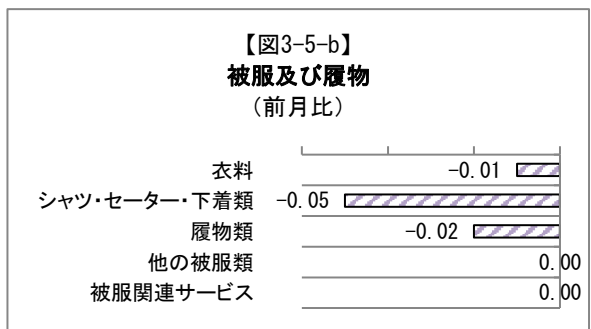 【図3-5-b】
被服及び履物
（前月比）
衣料 -0.01
シャツ・セーター・下着類 -0.05
履物類 -0.02
他の被服類 0.00
被服関連サービス 0.00